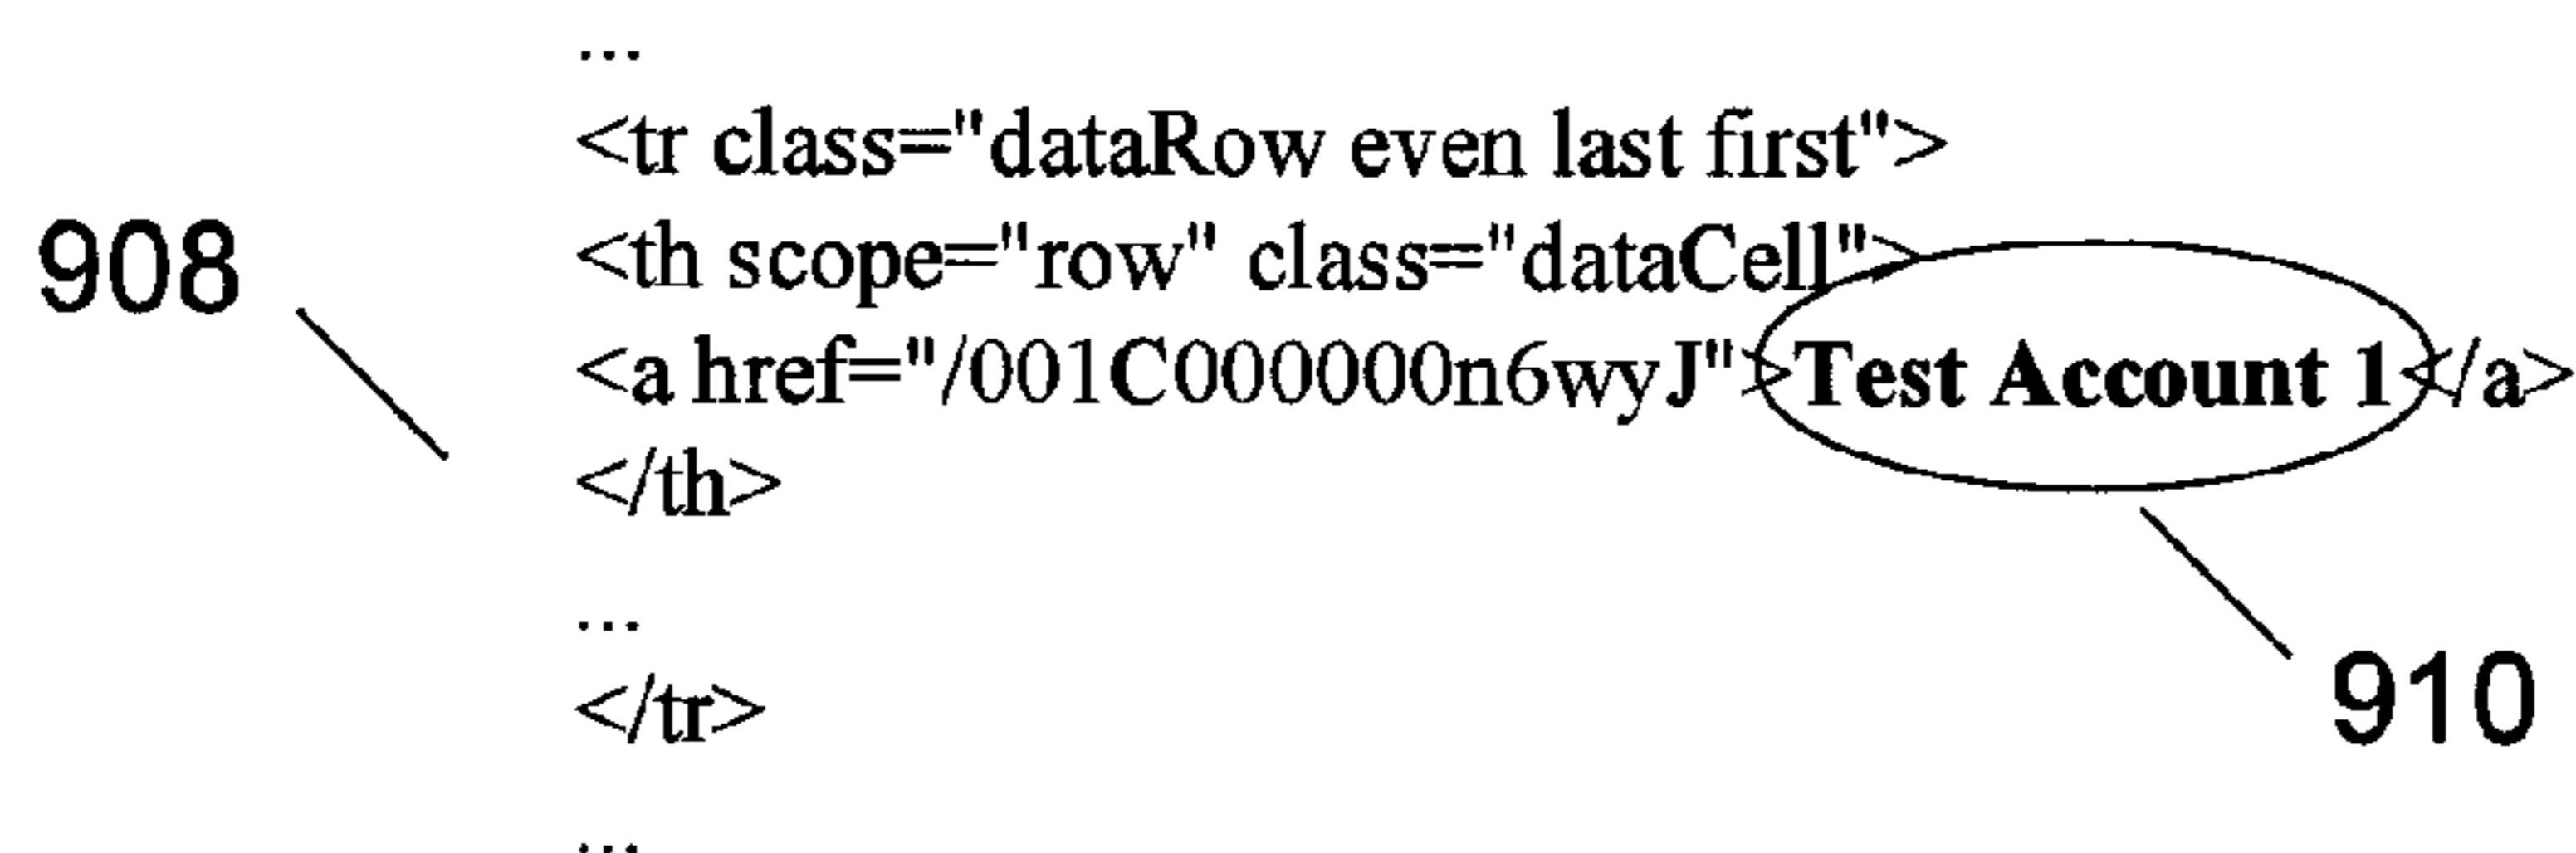 ...
<tr class="dataRow even last first">
<th scope="row" class="dataCell">
908
<a href="/001C000000n6wyJ">Test Account 1</a>
</th>
...
</tr>
910
...